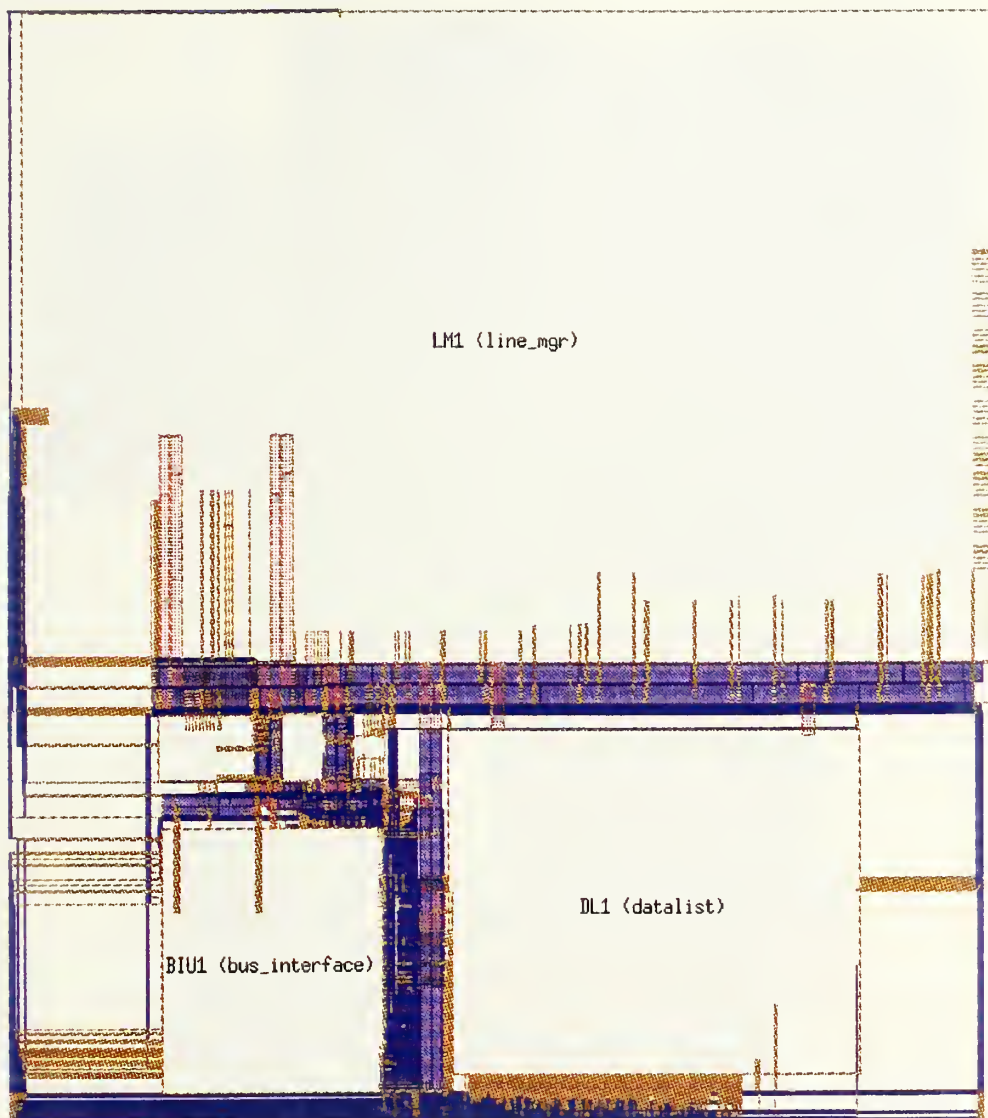 LM1 (line_mgr)
DL1 (datalist)
BIU1 (bus_interface)